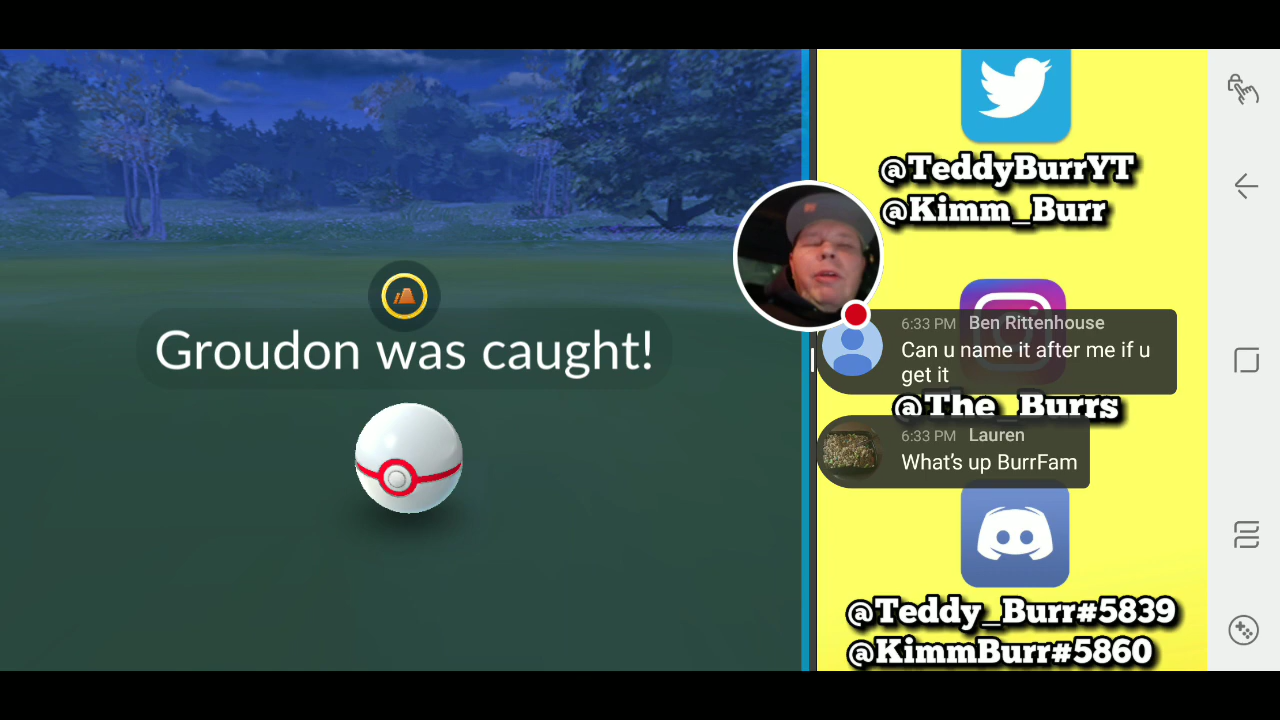 Groudon was caught!
@TeddyBurrYT
@Kimm_Burr
6:33 PM Ben Rittenhouse
Can u name it after me if u
get it
@The_Burrs
6:33 PM Lauren
What's up BurrFam
@Teddy_Burr#5839
@KimmBurr#5860